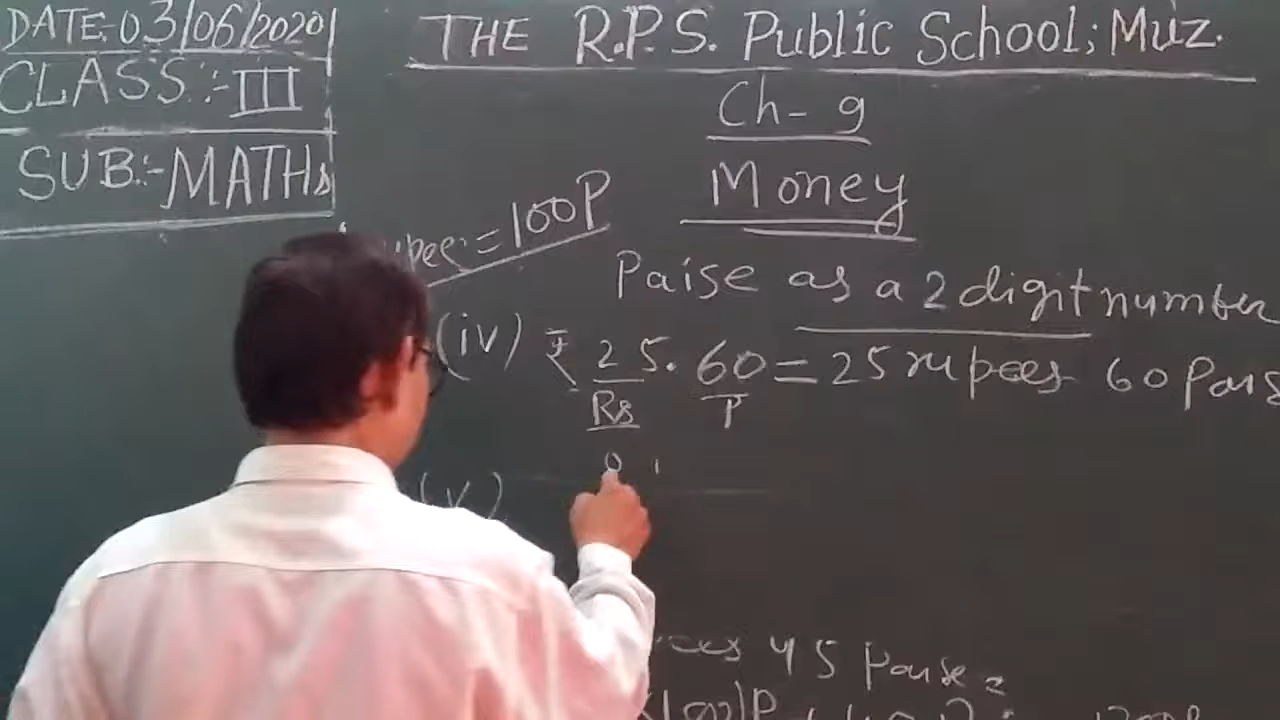 DATE:-03/06/2020
CLASS:-III
SUB:-MATHs
THE R.P.S. Public School; Muz.
Ch- 9
Money
= 100P
Paise as a 2 digit number
(iv) ₹ 25.60 = 25 rupees 60 Pais
Rs P
(v)
45 Paise =